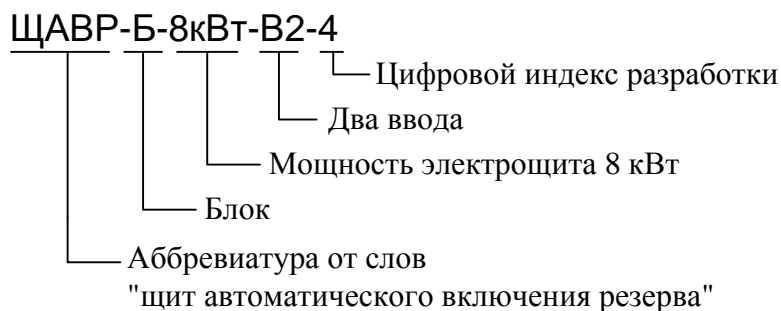 ЩАВР-Б-8кВт-В2-4
Цифровой индекс разработки
Два ввода
Мощность электрощита 8 кВт
Блок
Аббревиатура от слов
"щит автоматического включения резерва"